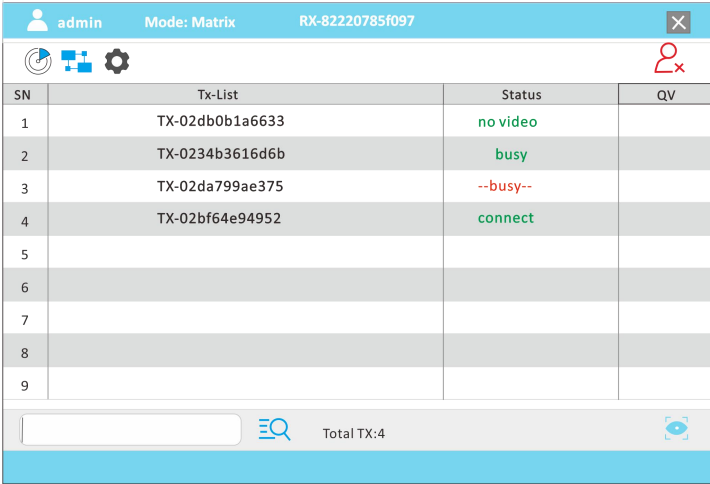 admin Mode: Matrix RX-82220785f097
SN Tx-List Status QV
1 TX-02db0b1a6633 no video
2 TX-0234b3616d6b busy
3 TX-02da799ae375 --busy--
4 TX-02bf64e94952 connect
5
6
7
8
9
Total TX:4